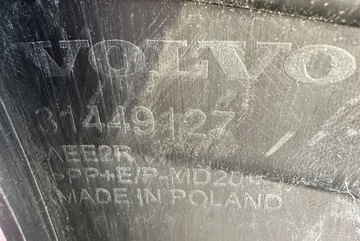 VOLVO
31449127
AEE2R
>PP+E/P-MD20
MADE IN POLAND